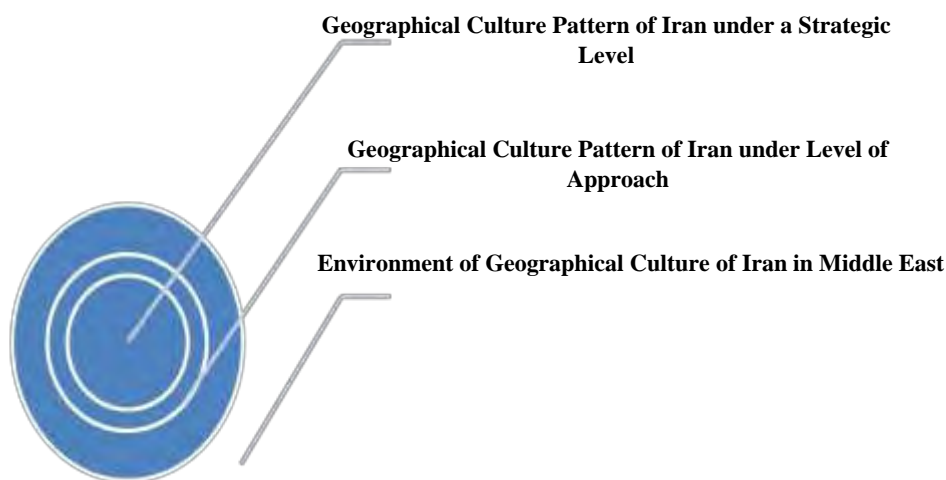 Geographical Culture Pattern of Iran under a Strategic
Level
Geographical Culture Pattern of Iran under Level of
Approach
Environment of Geographical Culture of Iran in Middle East